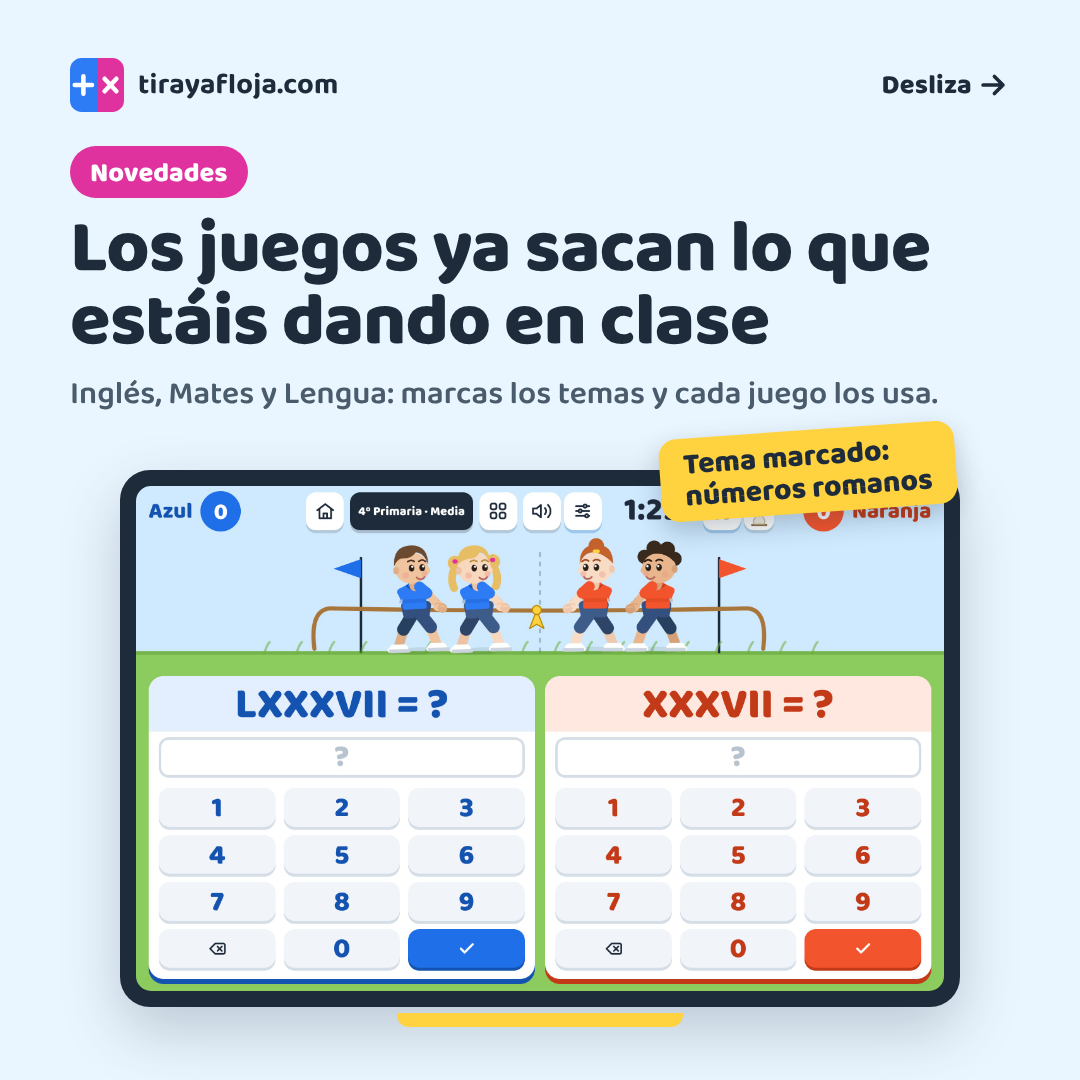 tirayafloja.com
Desliza →
Novedades
Los juegos ya sacan lo que
estáis dando en clase
Inglés, Mates y Lengua: marcas los temas y cada juego los usa.
Tema marcado:
números romanos
Azul 0
4º Primaria · Media
Naranja
LXXXVII = ?
?
1 2 3
4 5 6
7 8 9
0
XXXVII = ?
?
1 2 3
4 5 6
7 8 9
0